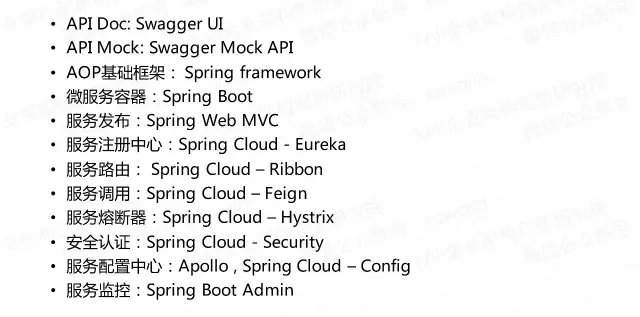 • API Doc: Swagger UI
• API Mock: Swagger Mock API
• AOP基础框架： Spring framework
• 微服务容器：Spring Boot
• 服务发布：Spring Web MVC
• 服务注册中心：Spring Cloud - Eureka
• 服务路由： Spring Cloud – Ribbon
• 服务调用：Spring Cloud – Feign
• 服务熔断器：Spring Cloud – Hystrix
• 安全认证：Spring Cloud - Security
• 服务配置中心：Apollo , Spring Cloud – Config
• 服务监控：Spring Boot Admin